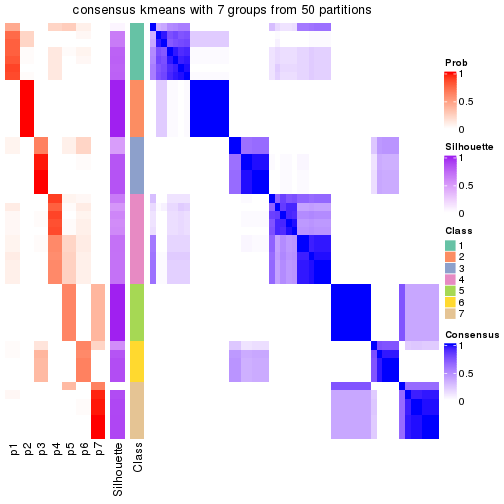 consensus kmeans with 7 groups from 50 partitions
Prob
1
0.5
0
Silhouette
1
0.5
0
Class
1
2
3
4
5
6
7
Consensus
1
0.5
0
p1
p2
p3
p4
p5
p6
p7
Silhouette
Class